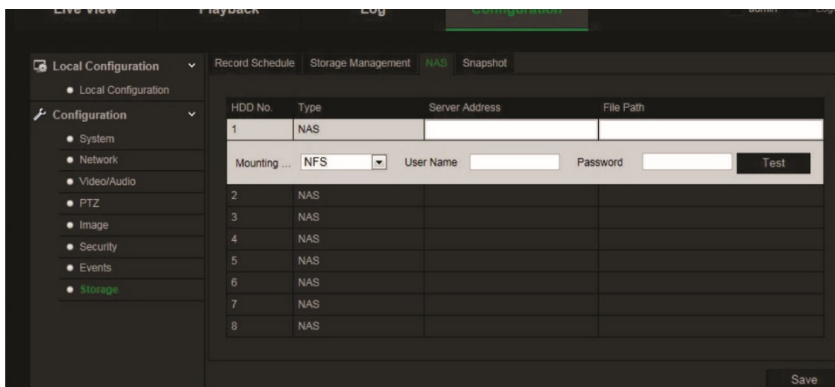 Live View Playback Log Configuration admin
Local Configuration
Local Configuration
Configuration
System
Network
Video/Audio
PTZ
Image
Security
Events
Storage
Record Schedule Storage Management NAS Snapshot
HDD No. Type Server Address File Path
1 NAS
Mounting ... NFS User Name Password Test
2 NAS
3 NAS
4 NAS
5 NAS
6 NAS
7 NAS
8 NAS
Save